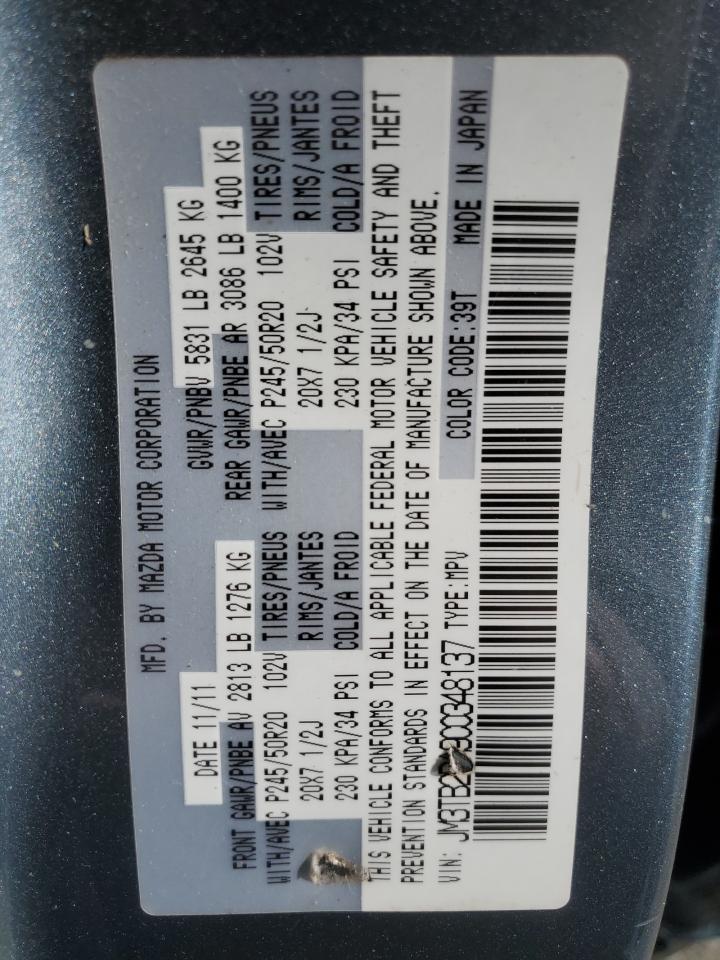 MFD. BY MAZDA MOTOR CORPORATION
DATE 11/11 GVWR/PNBV 5831 LB 2645 KG
FRONT GAWR/PNBE AV 2813 LB 1276 KG REAR GAWR/PNBE AR 3086 LB 1400 KG
WITH/AVEC P245/50R20 102V TIRES/PNEUS WITH/AVEC P245/50R20 102V TIRES/PNEUS
20X7 1/2J RIMS/JANTES 20X7 1/2J RIMS/JANTES
230 KPA/34 PSI COLD/A FROID 230 KPA/34 PSI COLD/A FROID
THIS VEHICLE CONFORMS TO ALL APPLICABLE FEDERAL MOTOR VEHICLE SAFETY AND THEFT
PREVENTION STANDARDS IN EFFECT ON THE DATE OF MANUFACTURE SHOWN ABOVE.
VIN: TYPE:MPV COLOR CODE:39T MADE IN JAPAN